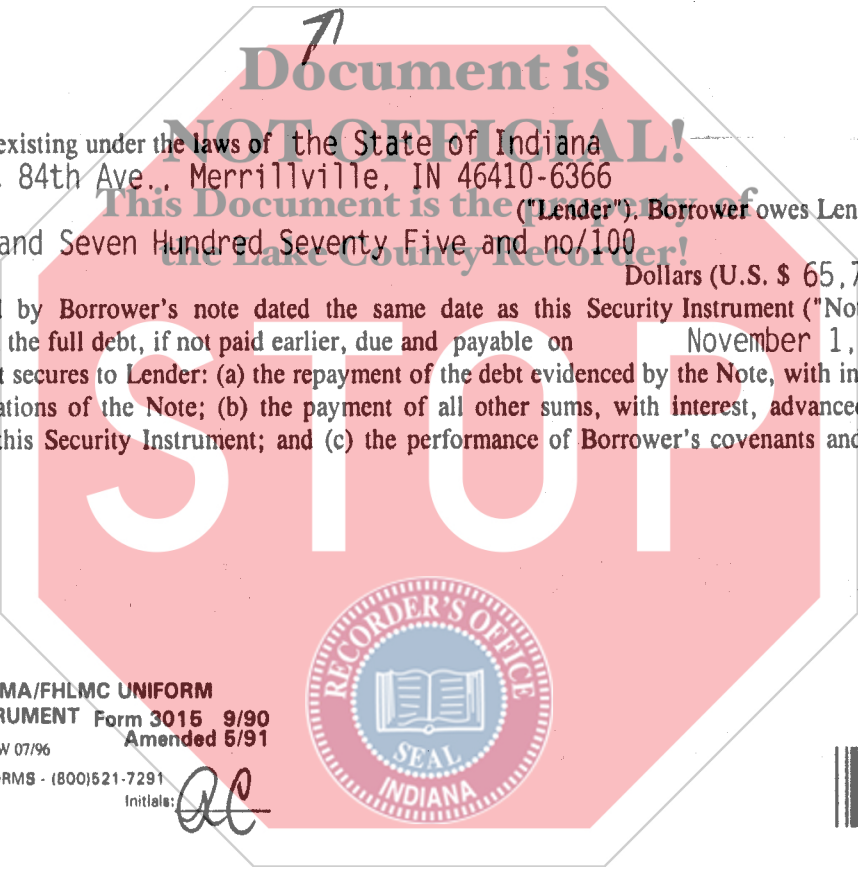 Document is
NOT OFFICIAL!
existing under the laws of the State of Indiana
84th Ave., Merrillville, IN 46410-6366
This Document is the property of
("Lender"). Borrower owes Len
and Seven Hundred Seventy Five and no/100
the Lake County Recorder!
Dollars (U.S. $ 65,7
by Borrower's note dated the same date as this Security Instrument ("No
the full debt, if not paid earlier, due and payable on November 1,
t secures to Lender: (a) the repayment of the debt evidenced by the Note, with in
ations of the Note; (b) the payment of all other sums, with interest, advance
this Security Instrument; and (c) the performance of Borrower's covenants and
STOP
RECORDER'S OFFICE
SEAL
INDIANA
MA/FHLMC UNIFORM
RUMENT Form 3015 9/90
Amended 5/91
W 07/96
RMS - (800)521-7291
Initials: RC